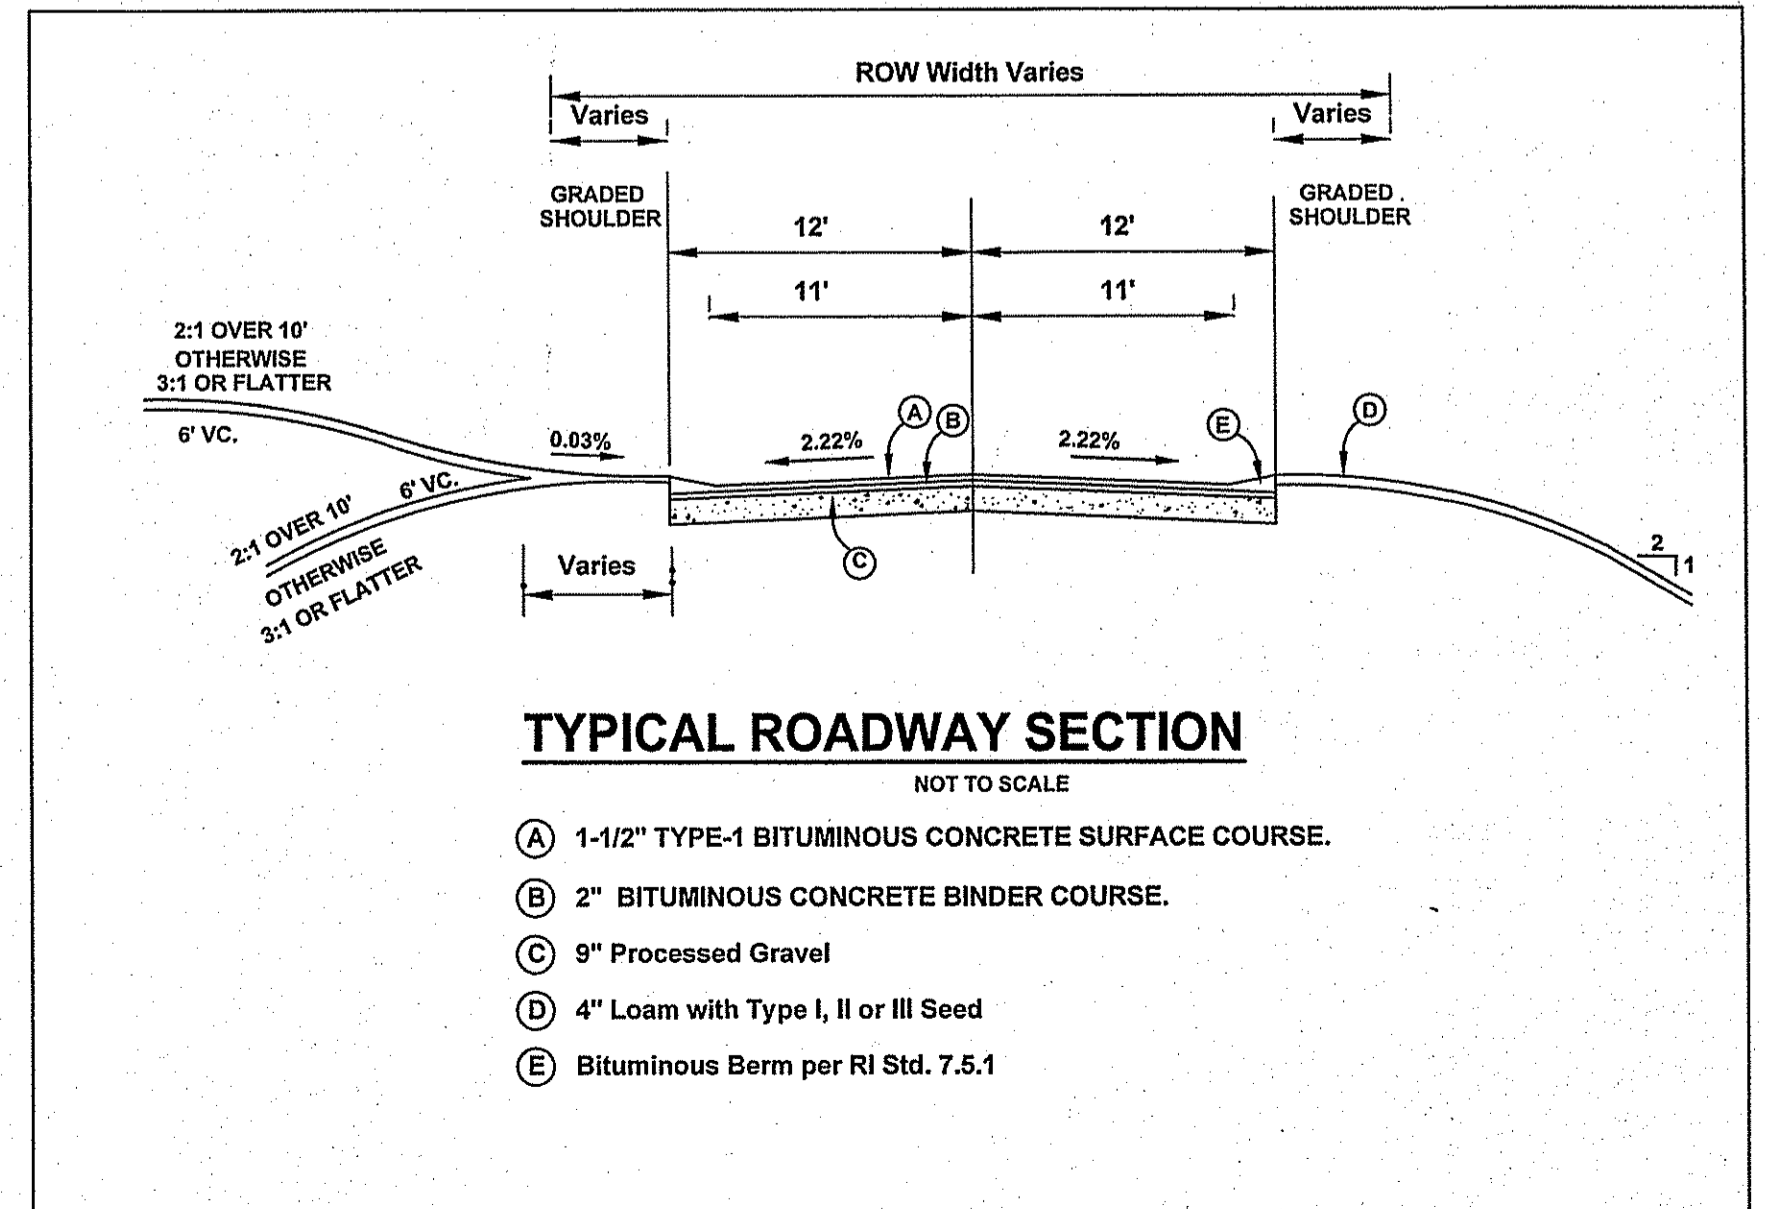 ROW Width Varies
Varies
Varies
GRADED
SHOULDER
GRADED .
SHOULDER
12'
12'
11'
11'
2:1 OVER 10'
OTHERWISE
3:1 OR FLATTER
6' VC.
0.03%
2.22%
A
B
2.22%
E
D
6' VC.
2:1 OVER 10'
OTHERWISE
3:1 OR FLATTER
Varies
C
2
1
TYPICAL ROADWAY SECTION
NOT TO SCALE
A 1-1/2" TYPE-1 BITUMINOUS CONCRETE SURFACE COURSE.
B 2" BITUMINOUS CONCRETE BINDER COURSE.
C 9" Processed Gravel
D 4" Loam with Type I, II or III Seed
E Bituminous Berm per RI Std. 7.5.1